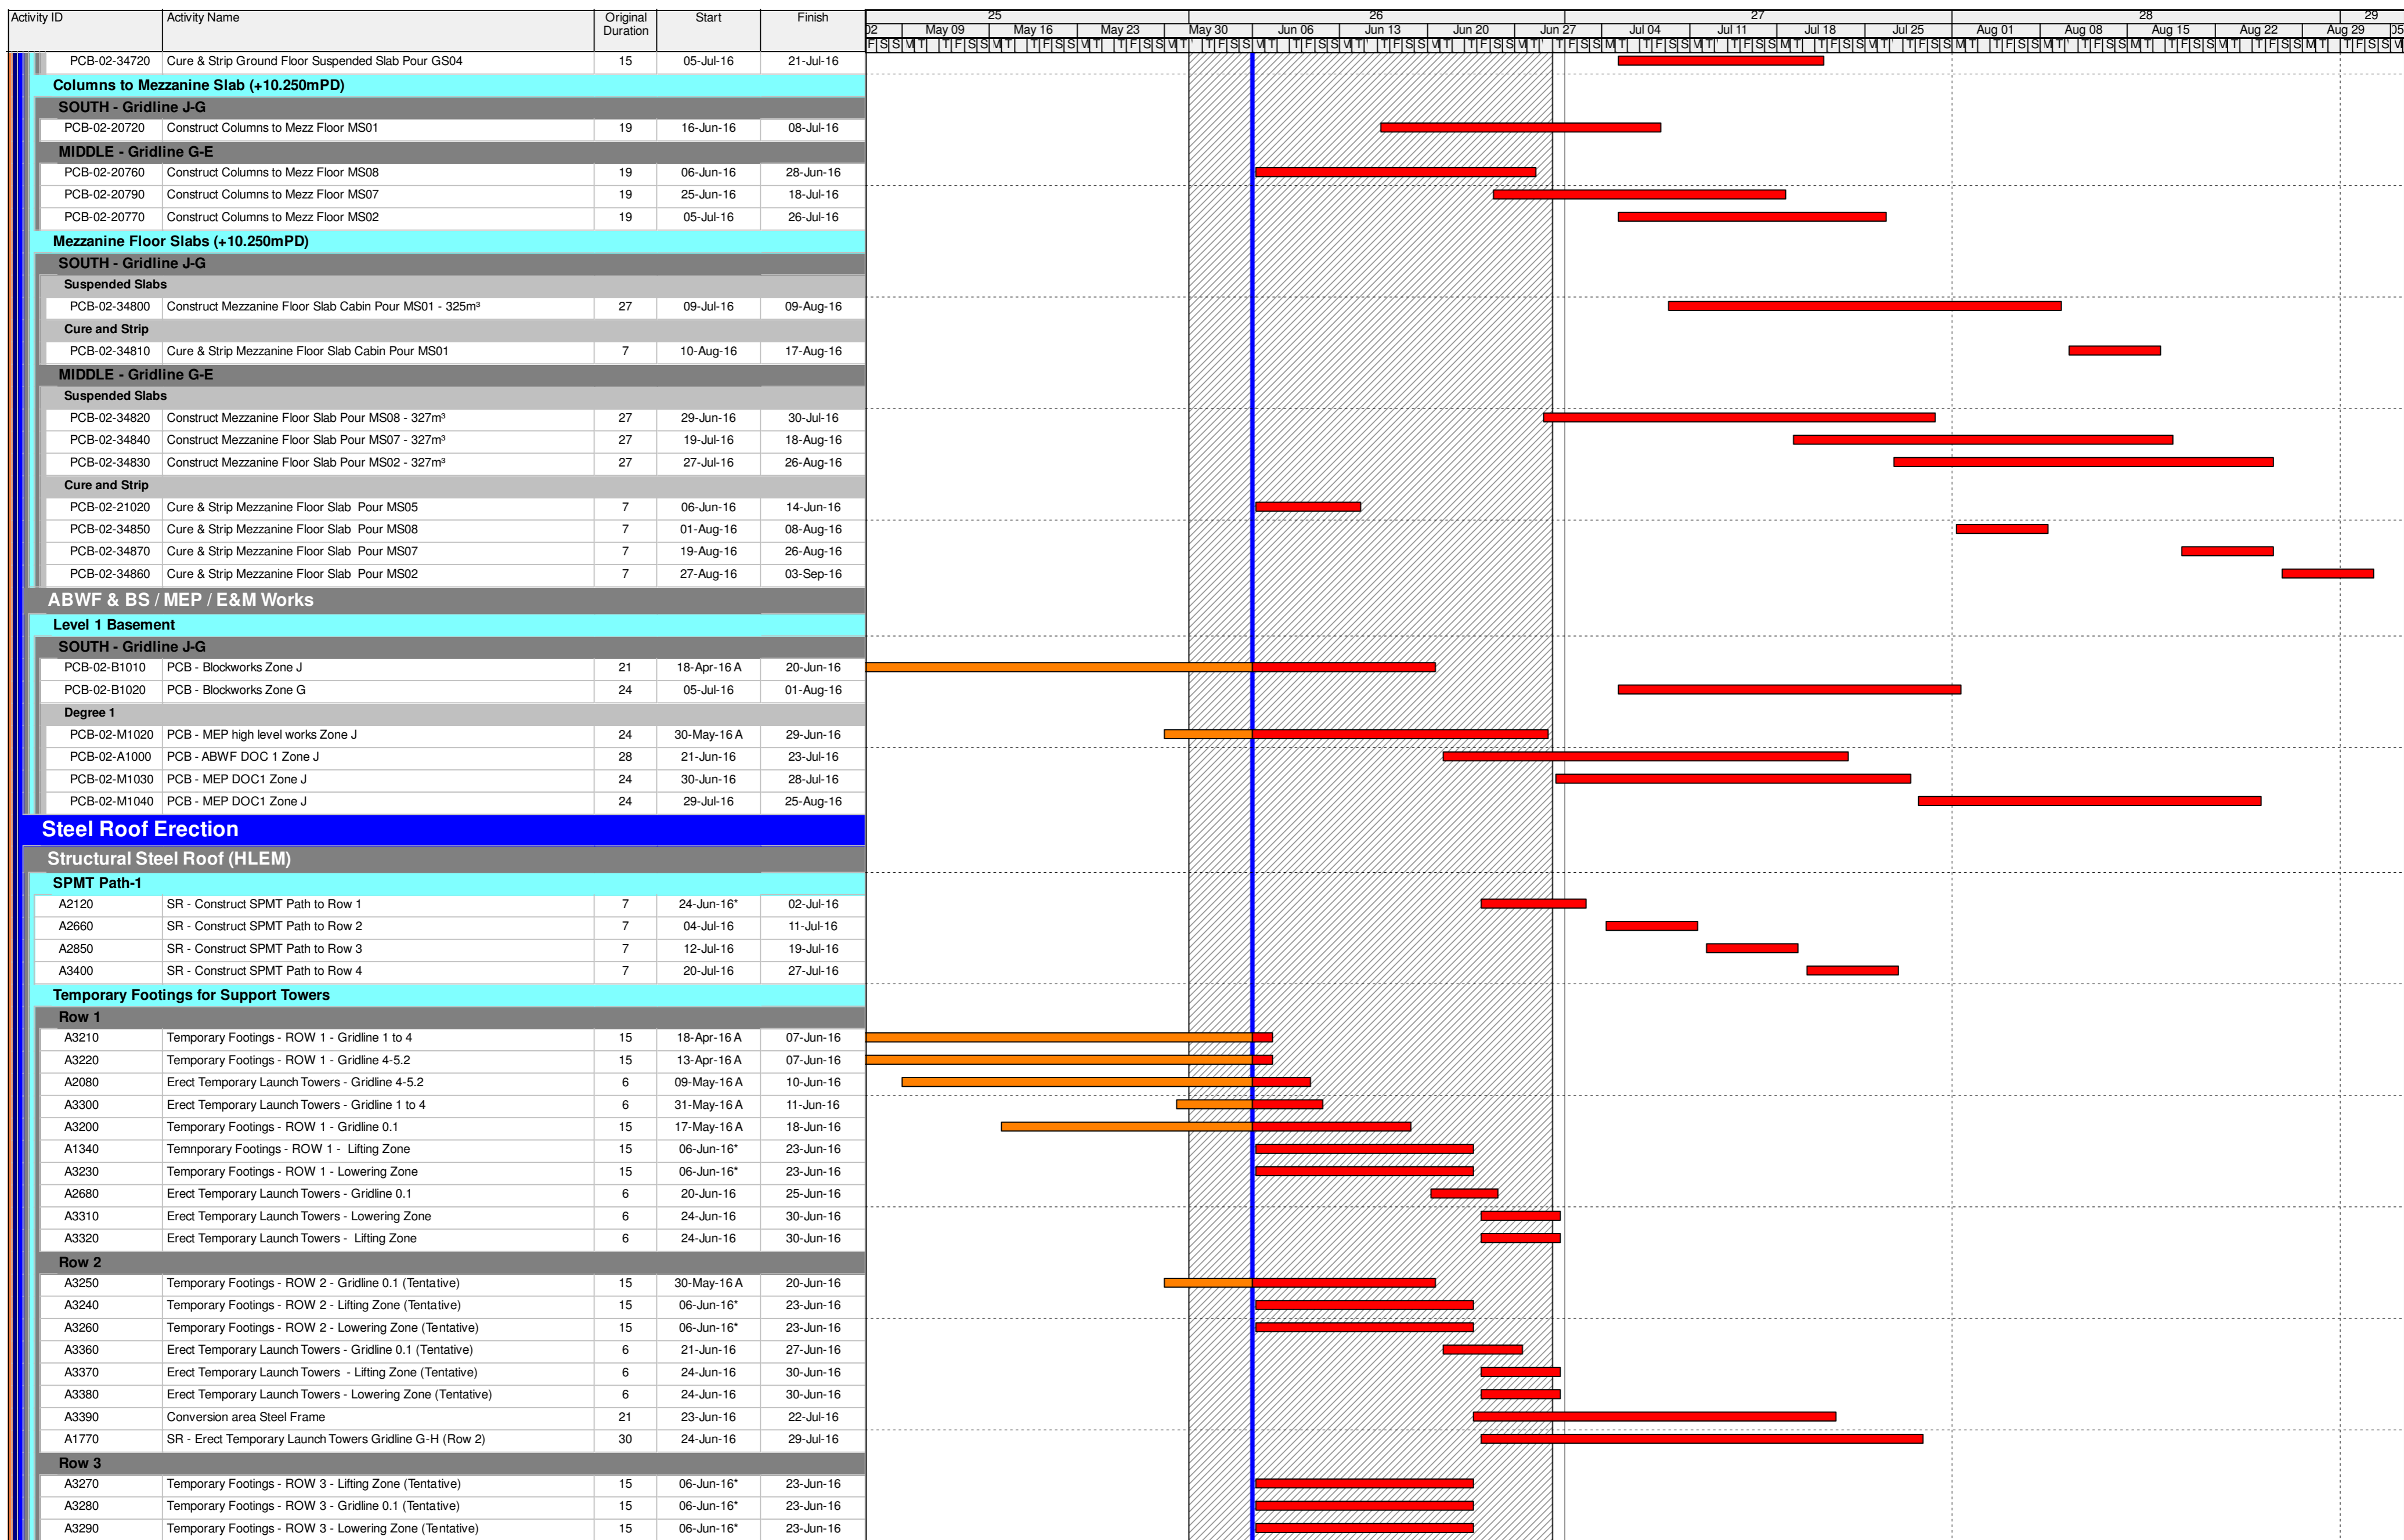 Activity ID Activity Name Original Duration Start Finish
25 26 27 28 29
02 May 09 May 16 May 23 May 30 Jun 06 Jun 13 Jun 20 Jun 27 Jul 04 Jul 11 Jul 18 Jul 25 Aug 01 Aug 08 Aug 15 Aug 22 Aug 29 05
PCB-02-34720 Cure & Strip Ground Floor Suspended Slab Pour GS04 15 05-Jul-16 21-Jul-16
Columns to Mezzanine Slab (+10.250mPD)
SOUTH - Gridline J-G
PCB-02-20720 Construct Columns to Mezz Floor MS01 19 16-Jun-16 08-Jul-16
MIDDLE - Gridline G-E
PCB-02-20760 Construct Columns to Mezz Floor MS08 19 06-Jun-16 28-Jun-16
PCB-02-20790 Construct Columns to Mezz Floor MS07 19 25-Jun-16 18-Jul-16
PCB-02-20770 Construct Columns to Mezz Floor MS02 19 05-Jul-16 26-Jul-16
Mezzanine Floor Slabs (+10.250mPD)
SOUTH - Gridline J-G
Suspended Slabs
PCB-02-34800 Construct Mezzanine Floor Slab Cabin Pour MS01 - 325m³ 27 09-Jul-16 09-Aug-16
Cure and Strip
PCB-02-34810 Cure & Strip Mezzanine Floor Slab Cabin Pour MS01 7 10-Aug-16 17-Aug-16
MIDDLE - Gridline G-E
Suspended Slabs
PCB-02-34820 Construct Mezzanine Floor Slab Pour MS08 - 327m³ 27 29-Jun-16 30-Jul-16
PCB-02-34840 Construct Mezzanine Floor Slab Pour MS07 - 327m³ 27 19-Jul-16 18-Aug-16
PCB-02-34830 Construct Mezzanine Floor Slab Pour MS02 - 327m³ 27 27-Jul-16 26-Aug-16
Cure and Strip
PCB-02-21020 Cure & Strip Mezzanine Floor Slab Pour MS05 7 06-Jun-16 14-Jun-16
PCB-02-34850 Cure & Strip Mezzanine Floor Slab Pour MS08 7 01-Aug-16 08-Aug-16
PCB-02-34870 Cure & Strip Mezzanine Floor Slab Pour MS07 7 19-Aug-16 26-Aug-16
PCB-02-34860 Cure & Strip Mezzanine Floor Slab Pour MS02 7 27-Aug-16 03-Sep-16
ABWF & BS / MEP / E&M Works
Level 1 Basement
SOUTH - Gridline J-G
PCB-02-B1010 PCB - Blockworks Zone J 21 18-Apr-16 A 20-Jun-16
PCB-02-B1020 PCB - Blockworks Zone G 24 05-Jul-16 01-Aug-16
Degree 1
PCB-02-M1020 PCB - MEP high level works Zone J 24 30-May-16 A 29-Jun-16
PCB-02-A1000 PCB - ABWF DOC 1 Zone J 28 21-Jun-16 23-Jul-16
PCB-02-M1030 PCB - MEP DOC1 Zone J 24 30-Jun-16 28-Jul-16
PCB-02-M1040 PCB - MEP DOC1 Zone J 24 29-Jul-16 25-Aug-16
Steel Roof Erection
Structural Steel Roof (HLEM)
SPMT Path-1
A2120 SR - Construct SPMT Path to Row 1 7 24-Jun-16* 02-Jul-16
A2660 SR - Construct SPMT Path to Row 2 7 04-Jul-16 11-Jul-16
A2850 SR - Construct SPMT Path to Row 3 7 12-Jul-16 19-Jul-16
A3400 SR - Construct SPMT Path to Row 4 7 20-Jul-16 27-Jul-16
Temporary Footings for Support Towers
Row 1
A3210 Temporary Footings - ROW 1 - Gridline 1 to 4 15 18-Apr-16 A 07-Jun-16
A3220 Temporary Footings - ROW 1 - Gridline 4-5.2 15 13-Apr-16 A 07-Jun-16
A2080 Erect Temporary Launch Towers - Gridline 4-5.2 6 09-May-16 A 10-Jun-16
A3300 Erect Temporary Launch Towers - Gridline 1 to 4 6 31-May-16 A 11-Jun-16
A3200 Temporary Footings - ROW 1 - Gridline 0.1 15 17-May-16 A 18-Jun-16
A1340 Temnporary Footings - ROW 1 - Lifting Zone 15 06-Jun-16* 23-Jun-16
A3230 Temporary Footings - ROW 1 - Lowering Zone 15 06-Jun-16* 23-Jun-16
A2680 Erect Temporary Launch Towers - Gridline 0.1 6 20-Jun-16 25-Jun-16
A3310 Erect Temporary Launch Towers - Lowering Zone 6 24-Jun-16 30-Jun-16
A3320 Erect Temporary Launch Towers - Lifting Zone 6 24-Jun-16 30-Jun-16
Row 2
A3250 Temporary Footings - ROW 2 - Gridline 0.1 (Tentative) 15 30-May-16 A 20-Jun-16
A3240 Temporary Footings - ROW 2 - Lifting Zone (Tentative) 15 06-Jun-16* 23-Jun-16
A3260 Temporary Footings - ROW 2 - Lowering Zone (Tentative) 15 06-Jun-16* 23-Jun-16
A3360 Erect Temporary Launch Towers - Gridline 0.1 (Tentative) 6 21-Jun-16 27-Jun-16
A3370 Erect Temporary Launch Towers - Lifting Zone (Tentative) 6 24-Jun-16 30-Jun-16
A3380 Erect Temporary Launch Towers - Lowering Zone (Tentative) 6 24-Jun-16 30-Jun-16
A3390 Conversion area Steel Frame 21 23-Jun-16 22-Jul-16
A1770 SR - Erect Temporary Launch Towers Gridline G-H (Row 2) 30 24-Jun-16 29-Jul-16
Row 3
A3270 Temporary Footings - ROW 3 - Lifting Zone (Tentative) 15 06-Jun-16* 23-Jun-16
A3280 Temporary Footings - ROW 3 - Gridline 0.1 (Tentative) 15 06-Jun-16* 23-Jun-16
A3290 Temporary Footings - ROW 3 - Lowering Zone (Tentative) 15 06-Jun-16* 23-Jun-16